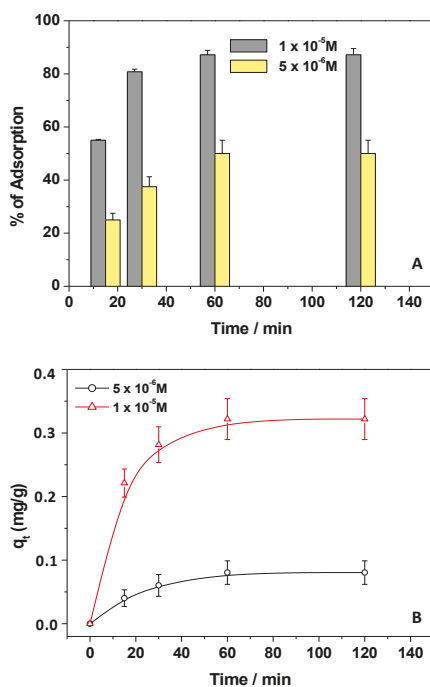 100
80
60
40
20
0
% of Adsorption
1 x 10⁻⁵M
5 x 10⁻⁶M
A
0 20 40 60 80 100 120 140
Time / min
0.4
0.3
0.2
0.1
0.0
qₜ (mg/g)
5 x 10⁻⁶M
1 x 10⁻⁵M
B
0 20 40 60 80 100 120 140
Time / min